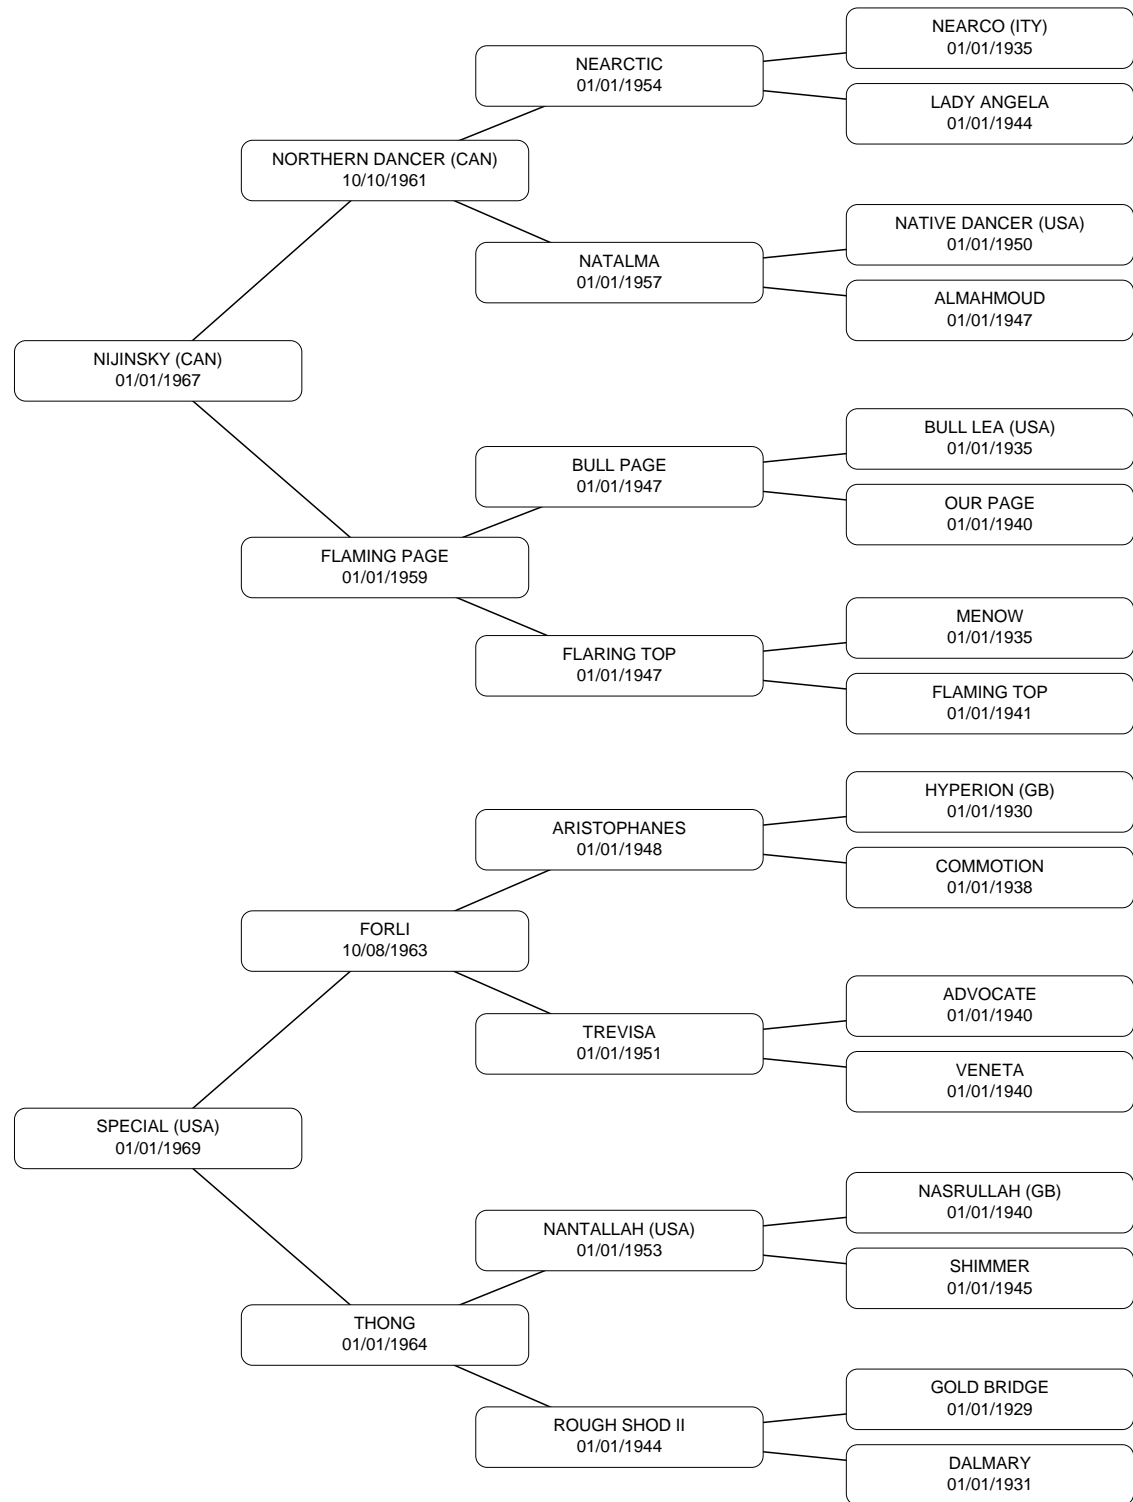 NEARCO (ITY)
01/01/1935
NEARCTIC
01/01/1954
LADY ANGELA
01/01/1944
NORTHERN DANCER (CAN)
10/10/1961
NATIVE DANCER (USA)
01/01/1950
NATALMA
01/01/1957
ALMAHMOUD
01/01/1947
NIJINSKY (CAN)
01/01/1967
BULL LEA (USA)
01/01/1935
BULL PAGE
01/01/1947
OUR PAGE
01/01/1940
FLAMING PAGE
01/01/1959
MENOW
01/01/1935
FLARING TOP
01/01/1947
FLAMING TOP
01/01/1941
HYPERION (GB)
01/01/1930
ARISTOPHANES
01/01/1948
COMMOTION
01/01/1938
FORLI
10/08/1963
ADVOCATE
01/01/1940
TREVISA
01/01/1951
VENETA
01/01/1940
SPECIAL (USA)
01/01/1969
NASRULLAH (GB)
01/01/1940
NANTALLAH (USA)
01/01/1953
SHIMMER
01/01/1945
THONG
01/01/1964
GOLD BRIDGE
01/01/1929
ROUGH SHOD II
01/01/1944
DALMARY
01/01/1931